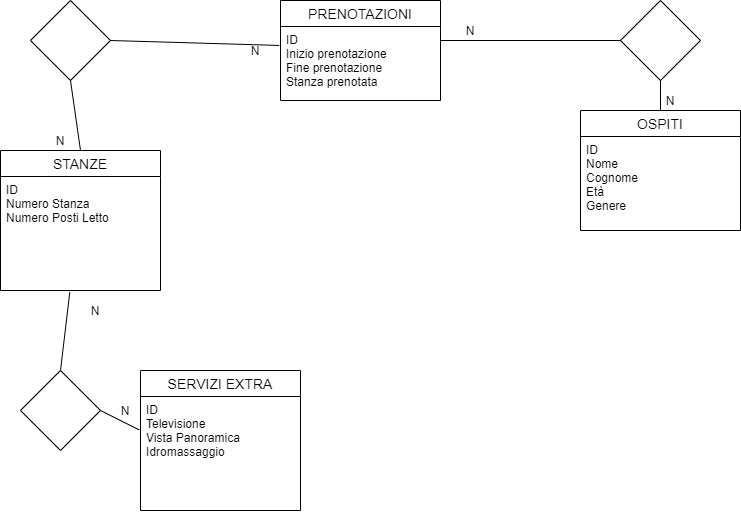 PRENOTAZIONI
ID
Inizio prenotazione
Fine prenotazione
Stanza prenotata
N
N
N
N
OSPITI
ID
Nome
Cognome
Età
Genere
STANZE
ID
Numero Stanza
Numero Posti Letto
N
N
SERVIZI EXTRA
ID
Televisione
Vista Panoramica
Idromassaggio